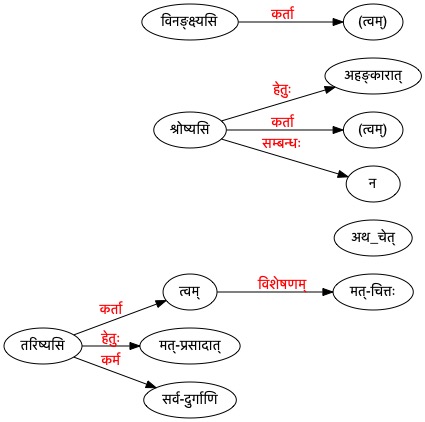 विनङ्क्ष्यसि कर्ता (त्वम्)
अहङ्कारात्
हेतुः
श्रोष्यसि कर्ता (त्वम्)
सम्बन्धः
न
अथ_चेत्
त्वम् विशेषणम् मत्-चित्तः
कर्ता
तरिष्यसि हेतुः मत्-प्रसादात्
कर्म
सर्व-दुर्गाणि